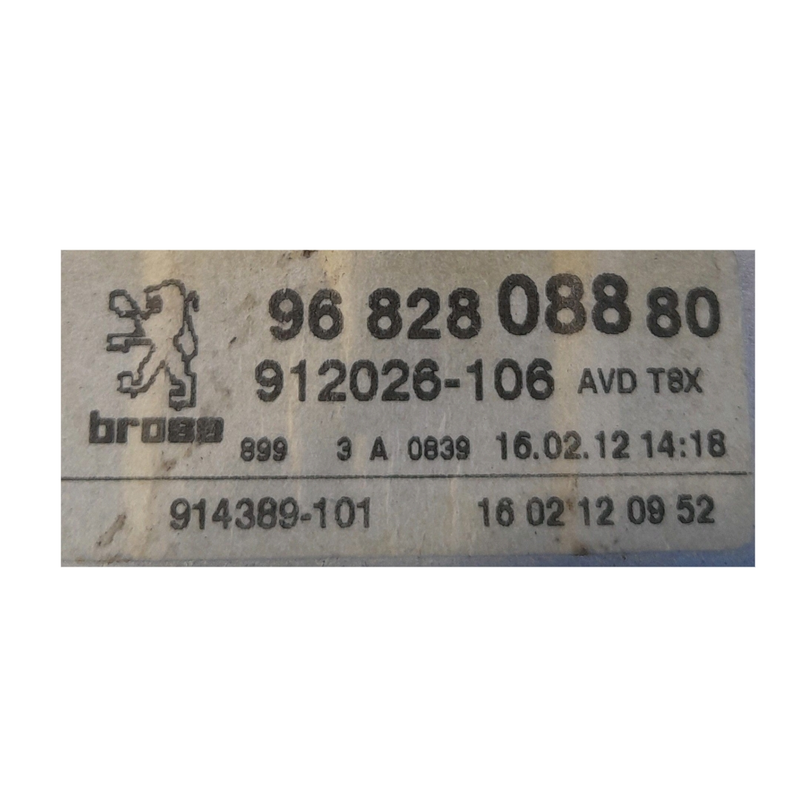 96 828 088 80
912026-106 AVD T8X
brose
899 3 A 0839 16.02.12 14:18
914389-101 16 02 12 09 52